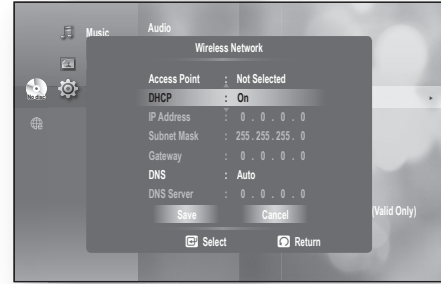 Music
Audio
Wireless Network
Access Point : Not Selected
DHCP : On
IP Address : 0 . 0 . 0 . 0
Subnet Mask : 255. 255. 255. 0
Gateway : 0 . 0 . 0 . 0
DNS : Auto
DNS Server : 0 . 0 . 0 . 0
(Valid Only)
Save Cancel
Select Return